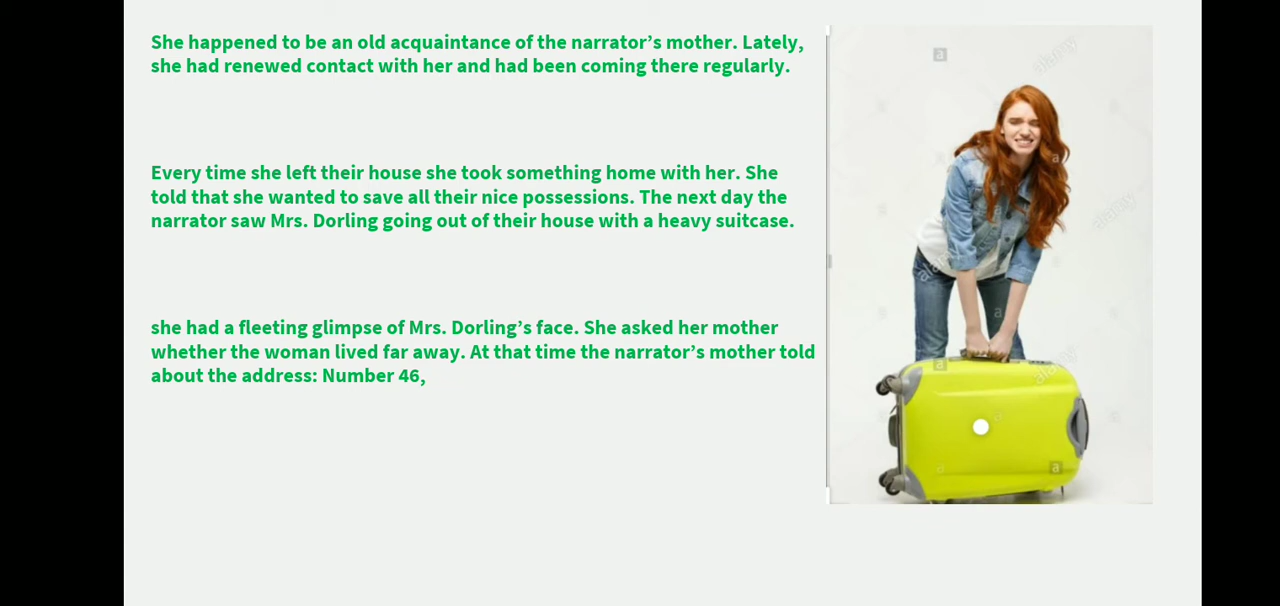 She happened to be an old acquaintance of the narrator’s mother. Lately,
she had renewed contact with her and had been coming there regularly.
Every time she left their house she took something home with her. She
told that she wanted to save all their nice possessions. The next day the
narrator saw Mrs. Dorling going out of their house with a heavy suitcase.
she had a fleeting glimpse of Mrs. Dorling’s face. She asked her mother
whether the woman lived far away. At that time the narrator’s mother told
about the address: Number 46,
a
alamy
a
alamy
alamy
a
alamy
a
a